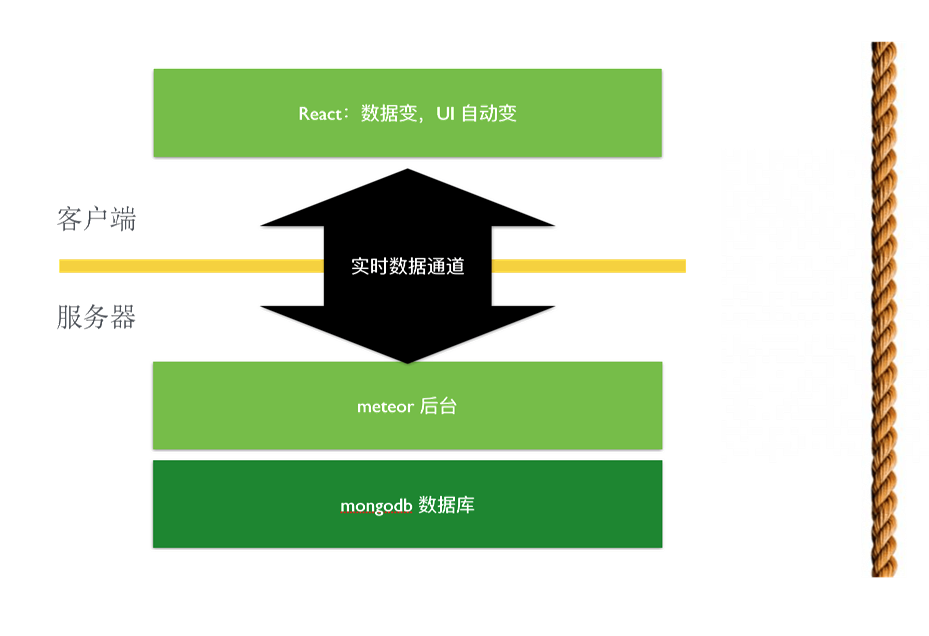 React：数据变，UI 自动变
客户端
实时数据通道
服务器
meteor 后台
mongodb 数据库